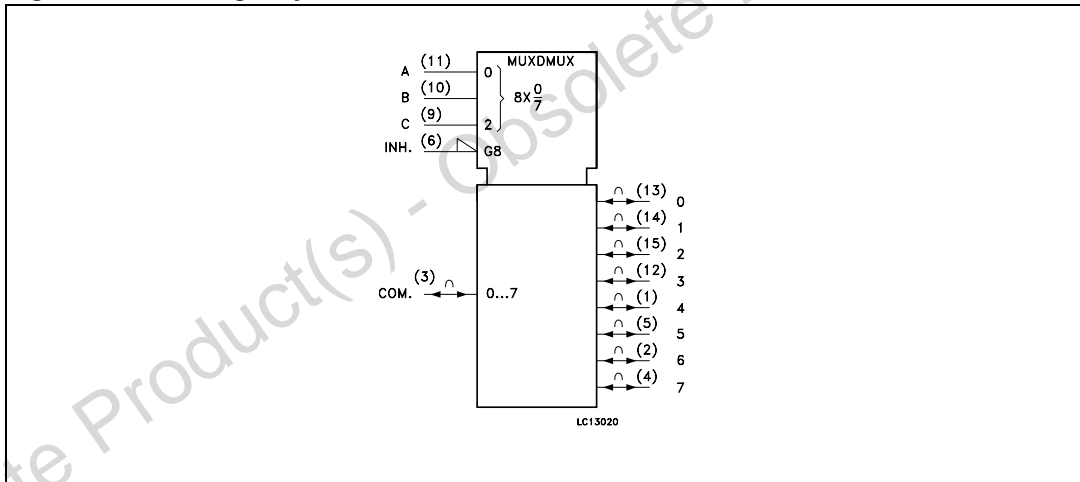 MUXDMUX
A (11) 0
B (10) 8X 0/7
C (9) 2
INH. (6) G8
(13) 0
(14) 1
(15) 2
(12) 3
COM. (3) 0...7
(1) 4
(5) 5
(2) 6
(4) 7
LC13020
te Product(s) - Obsolete